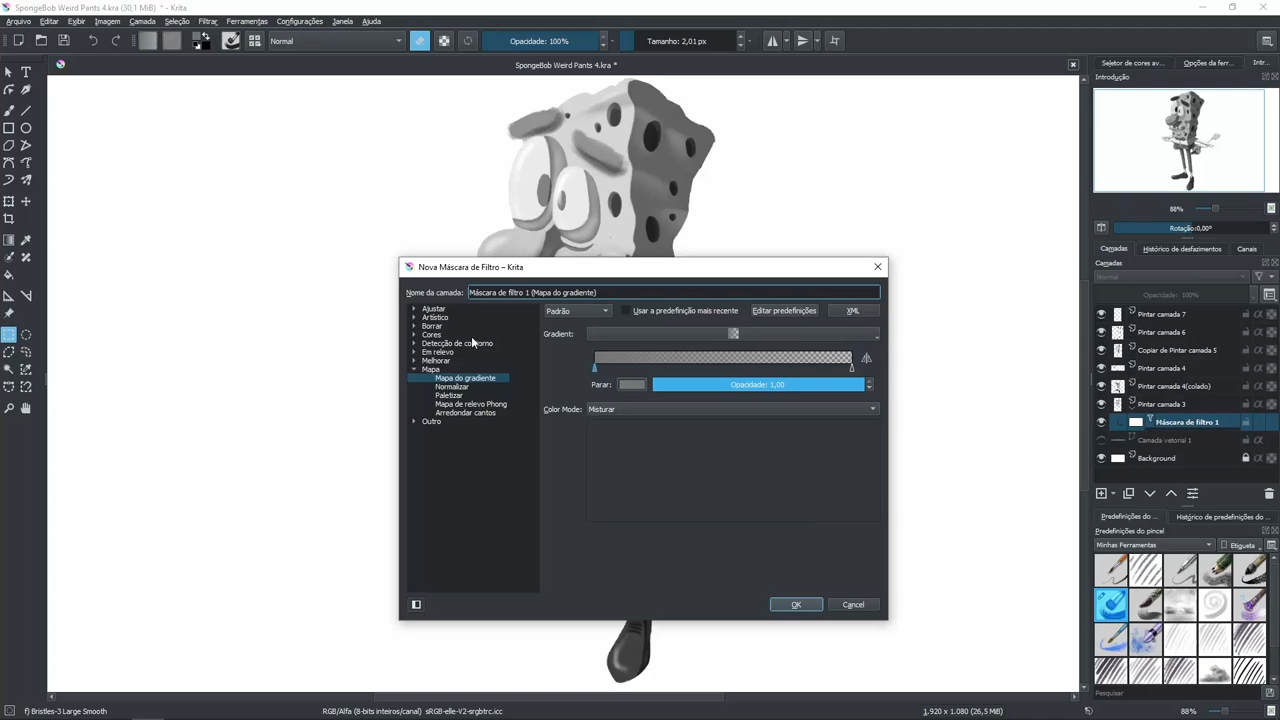 SpongeBob Weird Pants 4.kra (30,1 MiB) * - Krita
Arquivo Editar Exibir Imagem Camada Seleção Filtrar Ferramentas Configurações Janela Ajuda
Normal Opacidade: 100% Tamanho: 2,01 px
SpongeBob Weird Pants 4.kra *
Seletor de cores av... Opções da ferr... Intr...
Introdução
88%
Rotação:0,00°
Camadas Histórico de desfazimentos Canais
Camadas
Normal
Opacidade: 100%
Pintar camada 7
Pintar camada 6
Copiar de Pintar camada 5
Pintar camada 4
Pintar camada 4(colado)
Pintar camada 3
Máscara de filtro 1
Camada vetorial 1
Background
Predefinições do ... Histórico de predefinições do ...
Predefinições do pincel
Minhas Ferramentas Etiqueta
Pesquisar
Nova Máscara de Filtro – Krita
Nome da camada: Máscara de filtro 1 (Mapa do gradiente)
Ajustar
Artístico
Borrar
Cores
Detecção de contorno
Em relevo
Melhorar
Mapa
Mapa do gradiente
Normalizar
Paletizar
Mapa de relevo Phong
Arredondar cantos
Outro
Padrão Usar a predefinição mais recente Editar predefinições XML
Gradient:
Parar: Opacidade: 1,00
Color Mode: Misturar
OK Cancel
f) Bristles-3 Large Smooth RGB/Alfa (8-bits inteiros/canal) sRGB-elle-V2-srgbtrc.icc 1.920 x 1.080 (26,5 MiB) 88%